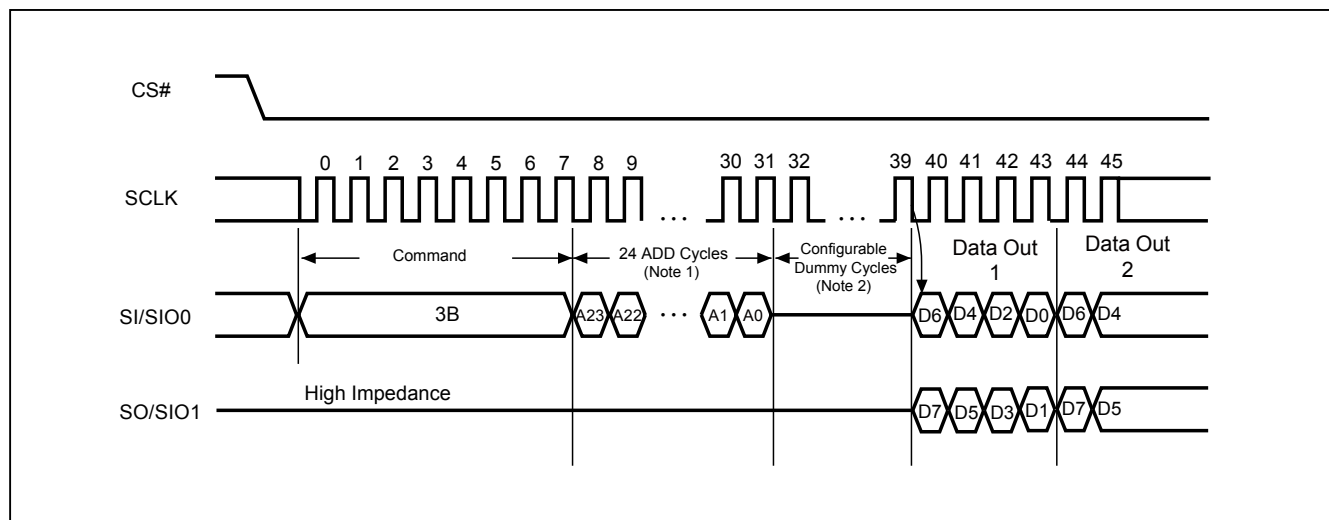 CS#
0 1 2 3 4 5 6 7 8 9 30 31 32 39 40 41 42 43 44 45
SCLK
Command
24 ADD Cycles
(Note 1)
Configurable
Dummy Cycles
(Note 2)
Data Out
1
Data Out
2
SI/SIO0
3B A23 A22 A1 A0 D6 D4 D2 D0 D6 D4
High Impedance
SO/SIO1
D7 D5 D3 D1 D7 D5